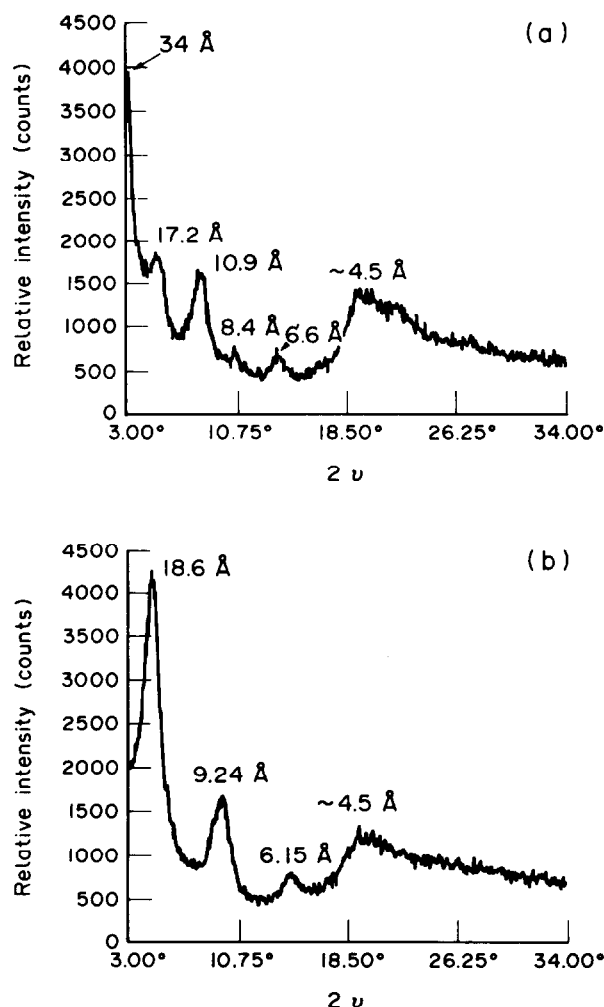 (a)
34 Å
17.2 Å
10.9 Å
8.4 Å
6.6 Å
~4.5 Å
Relative intensity (counts)
4500
4000
3500
3000
2500
2000
1500
1000
500
0
3.00° 10.75° 18.50° 26.25° 34.00°
2 υ
(b)
18.6 Å
9.24 Å
6.15 Å
~4.5 Å
Relative intensity (counts)
4500
4000
3500
3000
2500
2000
1500
1000
500
0
3.00° 10.75° 18.50° 26.25° 34.00°
2 υ